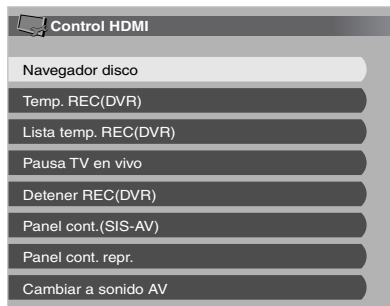 Control HDMI
Navegador disco
Temp. REC(DVR)
Lista temp. REC(DVR)
Pausa TV en vivo
Detener REC(DVR)
Panel cont.(SIS-AV)
Panel cont. repr.
Cambiar a sonido AV